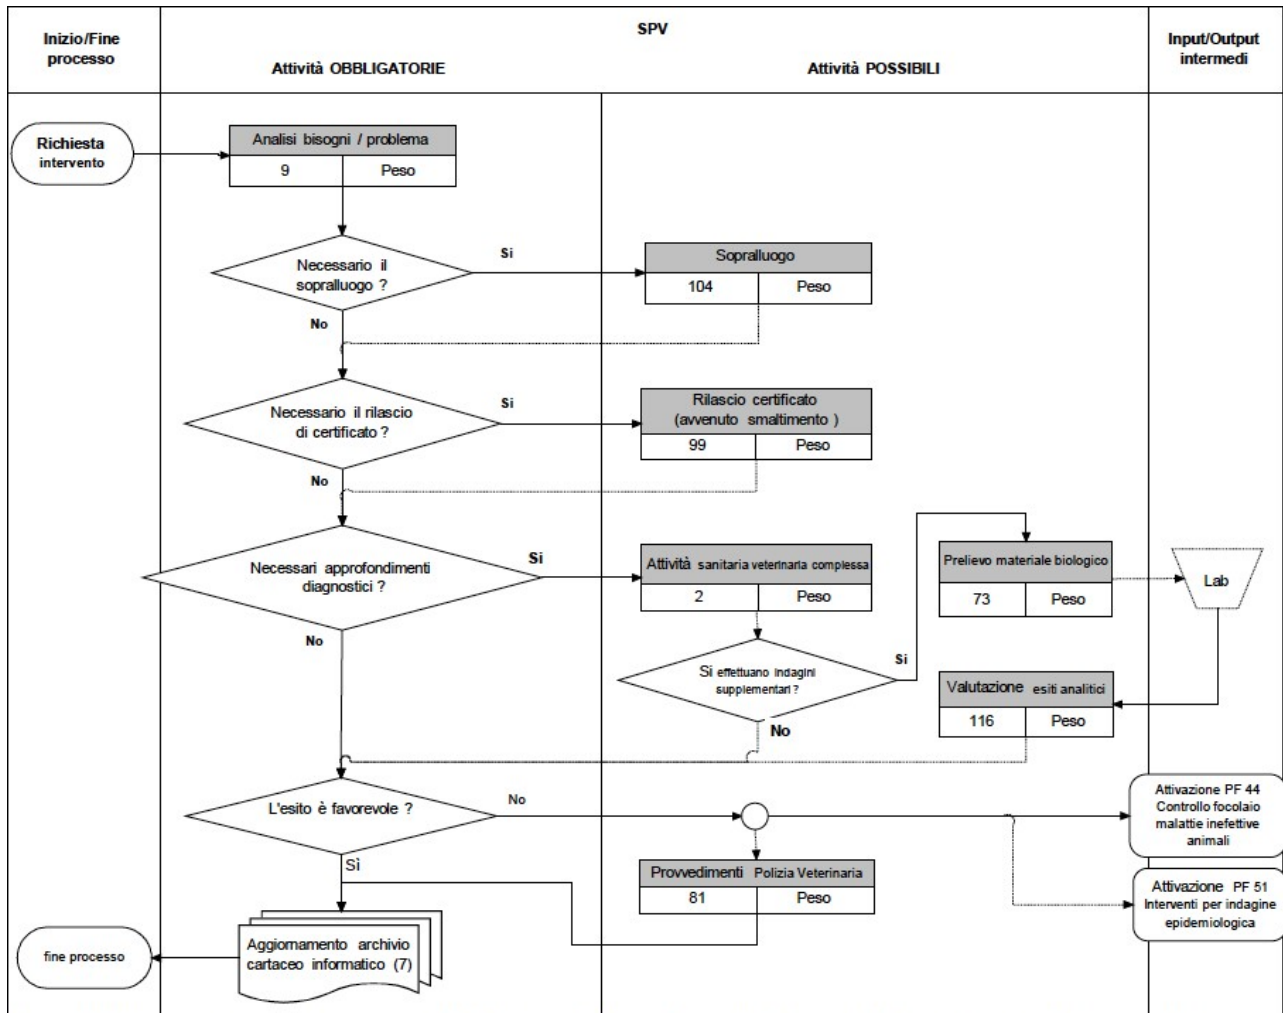 Inizio/Fine
processo
SPV
Attività OBBLIGATORIE
Attività POSSIBILI
Input/Output
intermedi
Richiesta
intervento
Analisi bisogni / problema
9 Peso
Necessario il
sopralluogo ?
Si
Sopralluogo
104 Peso
No
Necessario il rilascio
di certificato ?
Si
Rilascio certificato
(avvenuto smaltimento )
99 Peso
No
Necessari approfondimenti
diagnostici ?
Si
Attività sanitaria veterinaria complessa
2 Peso
Prelievo materiale biologico
73 Peso
Lab
No
Si effettuano indagini
supplementari ?
Si
Valutazione esiti analitici
116 Peso
No
L'esito è favorevole ?
No
Attivazione PF 44
Controllo focolaio
malattie inefettive
animali
Sì
Provvedimenti Polizia Veterinaria
81 Peso
Attivazione PF 51
Interventi per indagine
epidemiologica
fine processo
Aggiornamento archivio
cartaceo informatico (7)